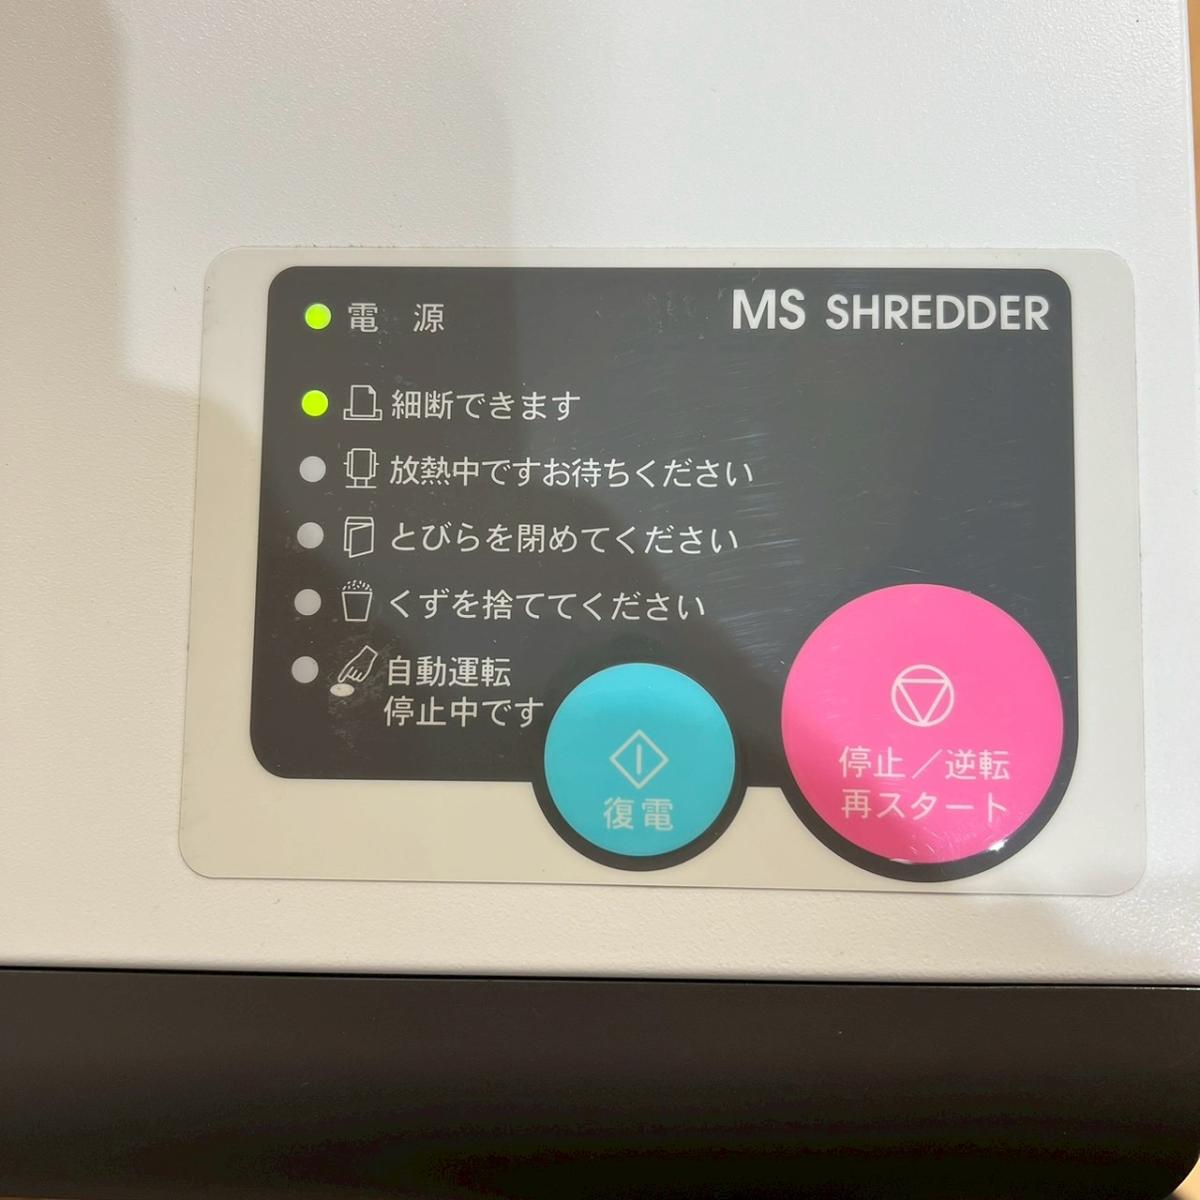 電 源
MS SHREDDER
細断できます
放熱中ですお待ちください
とびらを閉めてください
くずを捨ててください
自動運転
停止中です
復電
停止／逆転
再スタート